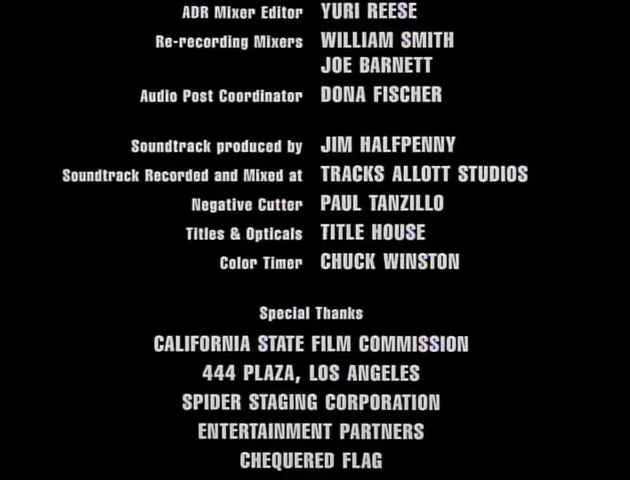 ADR Mixer Editor YURI REESE
Re-recording Mixers WILLIAM SMITH
JOE BARNETT
Audio Post Coordinator DONA FISCHER
Soundtrack produced by JIM HALFPENNY
Soundtrack Recorded and Mixed at TRACKS ALLOTT STUDIOS
Negative Cutter PAUL TANZILLO
Titles & Opticals TITLE HOUSE
Color Timer CHUCK WINSTON
Special Thanks
CALIFORNIA STATE FILM COMMISSION
444 PLAZA, LOS ANGELES
SPIDER STAGING CORPORATION
ENTERTAINMENT PARTNERS
CHEQUERED FLAG